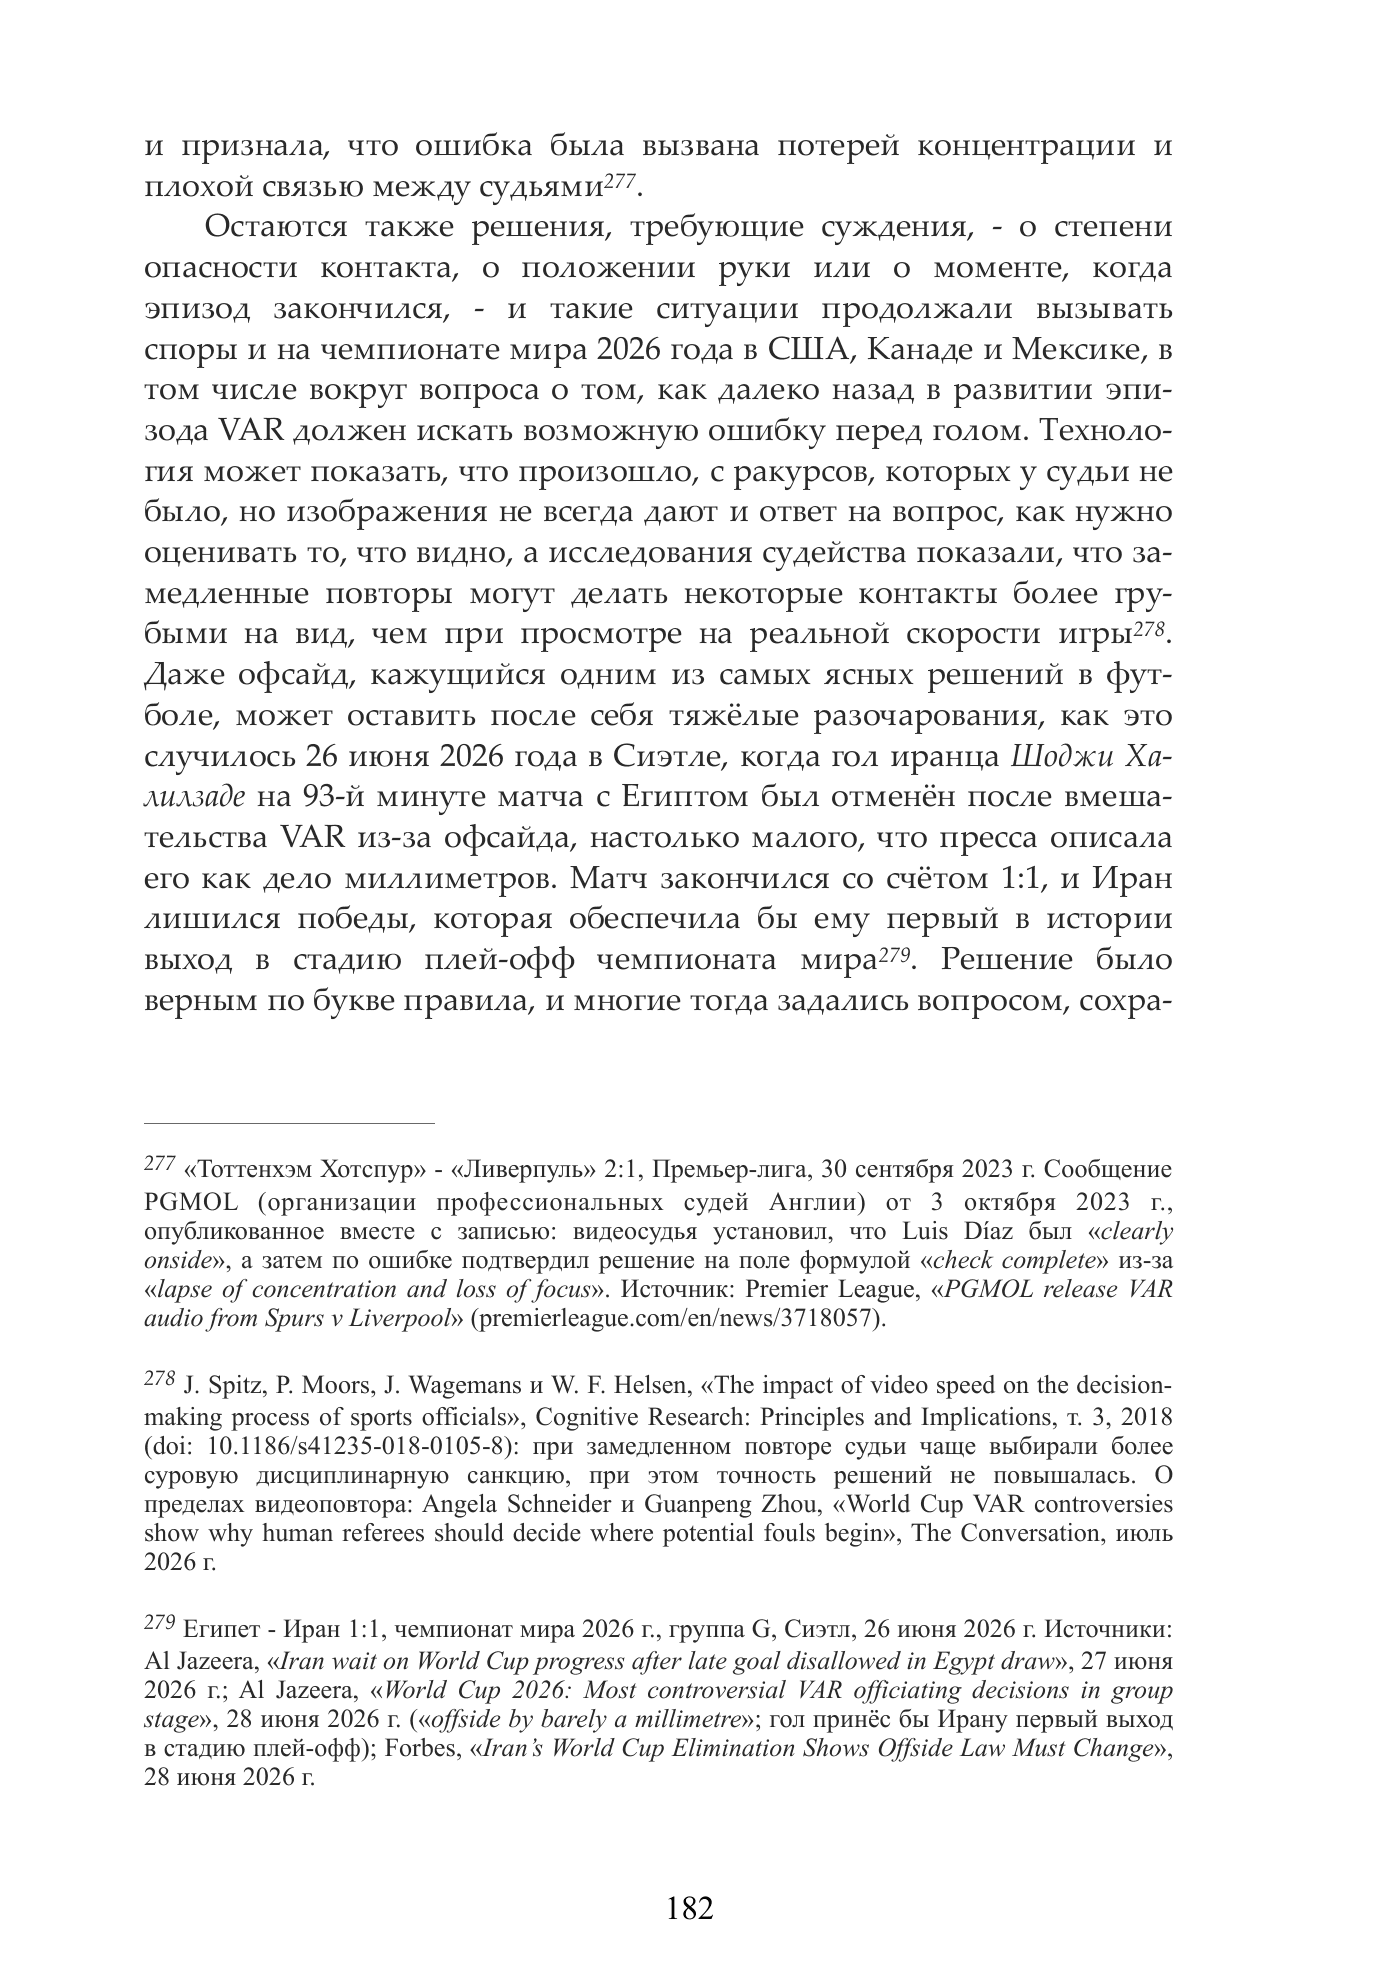 и признала, что ошибка была вызвана потерей концентрации и
плохой связью между судьями277.
Остаются также решения, требующие суждения, - о степени
опасности контакта, о положении руки или о моменте, когда
эпизод закончился, - и такие ситуации продолжали вызывать
споры и на чемпионате мира 2026 года в США, Канаде и Мексике, в
том числе вокруг вопроса о том, как далеко назад в развитии эпи-
зода VAR должен искать возможную ошибку перед голом. Техноло-
гия может показать, что произошло, с ракурсов, которых у судьи не
было, но изображения не всегда дают и ответ на вопрос, как нужно
оценивать то, что видно, а исследования судейства показали, что за-
медленные повторы могут делать некоторые контакты более гру-
быми на вид, чем при просмотре на реальной скорости игры278.
Даже офсайд, кажущийся одним из самых ясных решений в фут-
боле, может оставить после себя тяжёлые разочарования, как это
случилось 26 июня 2026 года в Сиэтле, когда гол иранца Шоджи Ха-
лилзаде на 93-й минуте матча с Египтом был отменён после вмеша-
тельства VAR из-за офсайда, настолько малого, что пресса описала
его как дело миллиметров. Матч закончился со счётом 1:1, и Иран
лишился победы, которая обеспечила бы ему первый в истории
выход в стадию плей-офф чемпионата мира279. Решение было
верным по букве правила, и многие тогда задались вопросом, сохра-
277 «Тоттенхэм Хотспур» - «Ливерпуль» 2:1, Премьер-лига, 30 сентября 2023 г. Сообщение
PGMOL (организации профессиональных судей Англии) от 3 октября 2023 г.,
опубликованное вместе с записью: видеосудья установил, что Luis Díaz был «clearly
onside», а затем по ошибке подтвердил решение на поле формулой «check complete» из-за
«lapse of concentration and loss of focus». Источник: Premier League, «PGMOL release VAR
audio from Spurs v Liverpool» (premierleague.com/en/news/3718057).
278 J. Spitz, P. Moors, J. Wagemans и W. F. Helsen, «The impact of video speed on the decision-
making process of sports officials», Cognitive Research: Principles and Implications, т. 3, 2018
(doi: 10.1186/s41235-018-0105-8): при замедленном повторе судьи чаще выбирали более
суровую дисциплинарную санкцию, при этом точность решений не повышалась. О
пределах видеоповтора: Angela Schneider и Guanpeng Zhou, «World Cup VAR controversies
show why human referees should decide where potential fouls begin», The Conversation, июль
2026 г.
279 Египет - Иран 1:1, чемпионат мира 2026 г., группа G, Сиэтл, 26 июня 2026 г. Источники:
Al Jazeera, «Iran wait on World Cup progress after late goal disallowed in Egypt draw», 27 июня
2026 г.; Al Jazeera, «World Cup 2026: Most controversial VAR officiating decisions in group
stage», 28 июня 2026 г. («offside by barely a millimetre»; гол принёс бы Ирану первый выход
в стадию плей-офф); Forbes, «Iran’s World Cup Elimination Shows Offside Law Must Change»,
28 июня 2026 г.
182